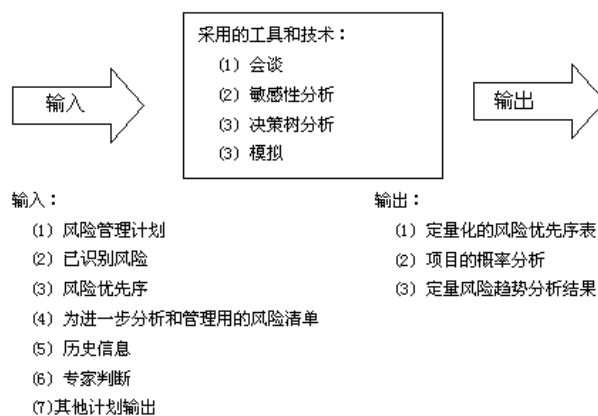 采用的工具和技术：
(1) 会谈
(2) 敏感性分析
(3) 决策树分析
(3) 模拟
输入
输出
输入：
(1) 风险管理计划
(2) 已识别风险
(3) 风险优先序
(4) 为进一步分析和管理用的风险清单
(5) 历史信息
(6) 专家判断
(7)其他计划输出
输出：
(1) 定量化的风险优先序表
(2) 项目的概率分析
(3) 定量风险趋势分析结果